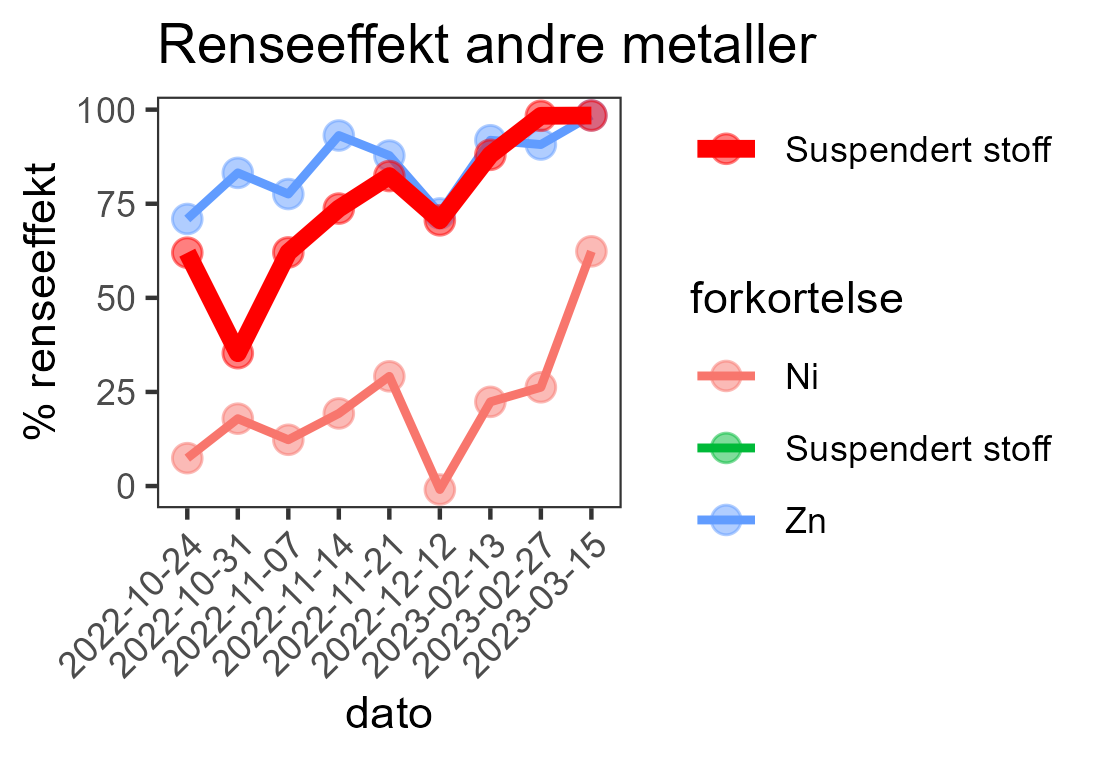 Renseeffekt andre metaller
% renseeffekt
100
75
50
25
0
2022-10-24
2022-10-31
2022-11-07
2022-11-14
2022-11-21
2022-12-12
2023-02-13
2023-02-27
2023-03-15
dato
Suspendert stoff
forkortelse
Ni
Suspendert stoff
Zn